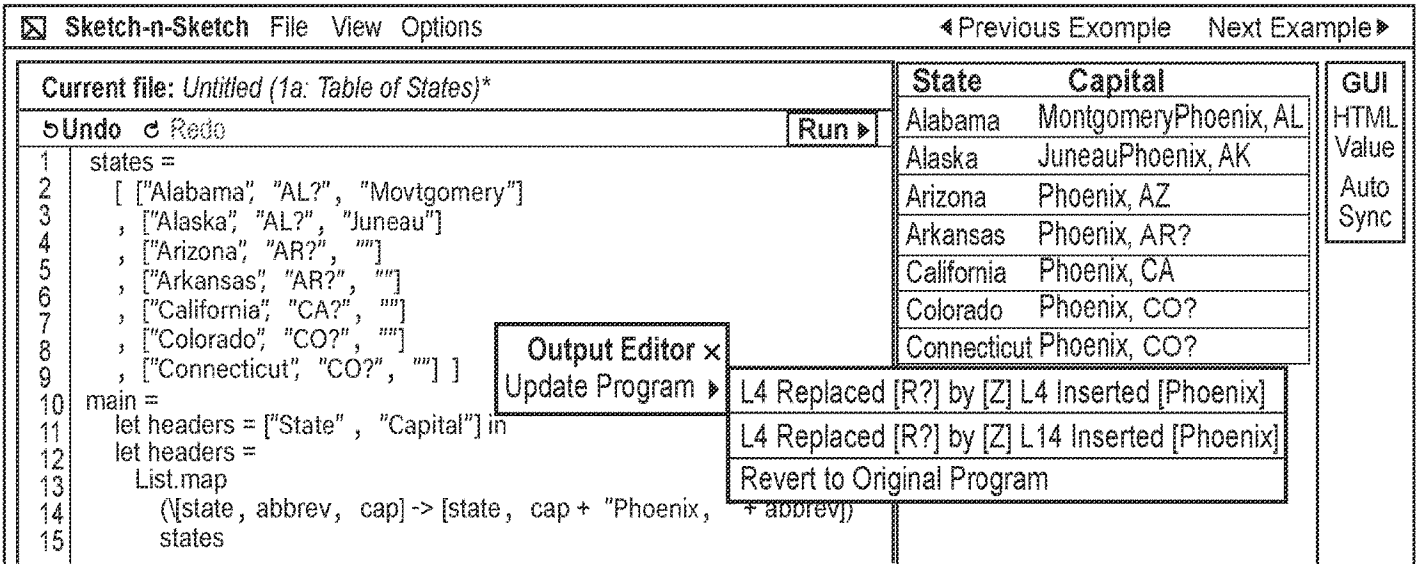 Sketch-n-Sketch File View Options ◀Previous Exomple Next Example▶
Current file: Untitled (1a: Table of States)*
Undo Redo Run ▶
1 states =
2 [ ["Alabama", "AL?", "Movtgomery"]
3 , ["Alaska", "AL?", "Juneau"]
4 , ["Arizona", "AR?", ""]
5 , ["Arkansas", "AR?", ""]
6 , ["California", "CA?", ""]
7 , ["Colorado", "CO?", ""]
8 , ["Connecticut", "CO?", ""] ]
9
10 main =
11 let headers = ["State" , "Capital"] in
12 let headers =
13 List.map
14 (\[state, abbrev, cap] -> [state, cap + "Phoenix, + abbrev])
15 states
Output Editor ×
Update Program ▶
L4 Replaced [R?] by [Z] L4 Inserted [Phoenix]
L4 Replaced [R?] by [Z] L14 Inserted [Phoenix]
Revert to Original Program
State Capital
Alabama MontgomeryPhoenix, AL
Alaska JuneauPhoenix, AK
Arizona Phoenix, AZ
Arkansas Phoenix, AR?
California Phoenix, CA
Colorado Phoenix, CO?
Connecticut Phoenix, CO?
GUI
HTML
Value
Auto
Sync